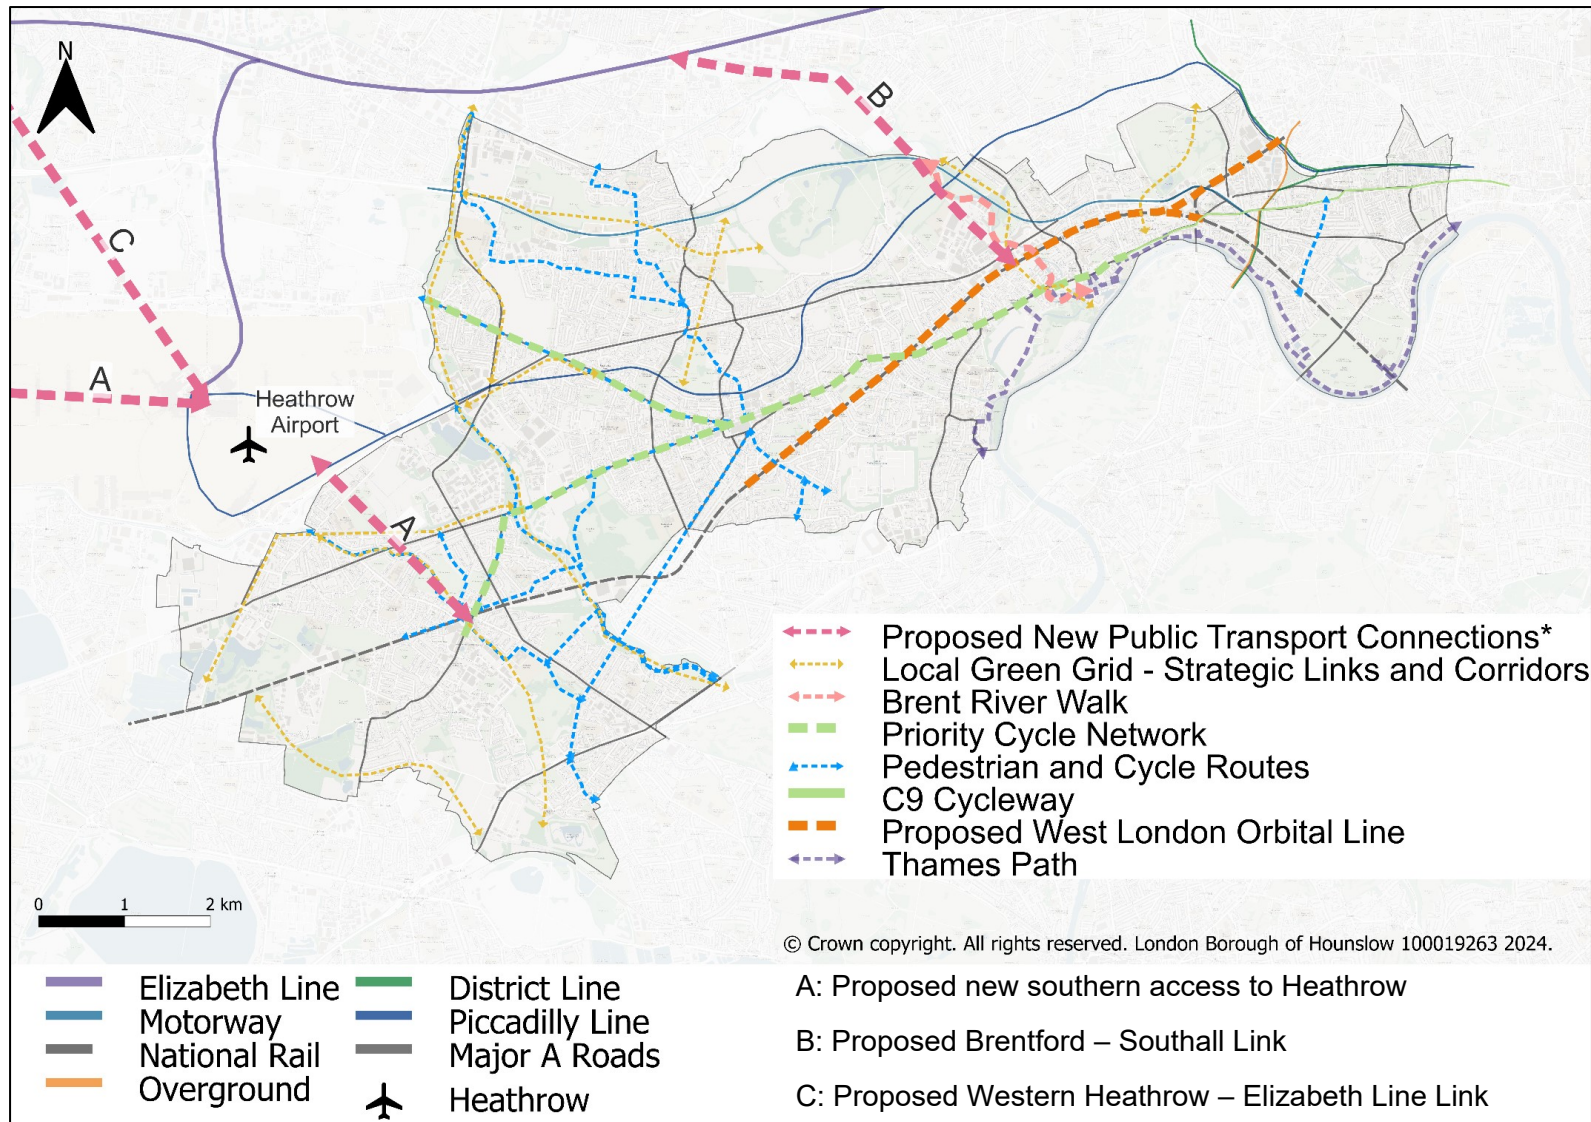 N
B
C
A
Heathrow
Airport
A
Proposed New Public Transport Connections*
Local Green Grid - Strategic Links and Corridors
Brent River Walk
Priority Cycle Network
Pedestrian and Cycle Routes
C9 Cycleway
Proposed West London Orbital Line
Thames Path
0 1 2 km
© Crown copyright. All rights reserved. London Borough of Hounslow 100019263 2024.
Elizabeth Line
Motorway
National Rail
Overground
District Line
Piccadilly Line
Major A Roads
Heathrow
A: Proposed new southern access to Heathrow
B: Proposed Brentford – Southall Link
C: Proposed Western Heathrow – Elizabeth Line Link